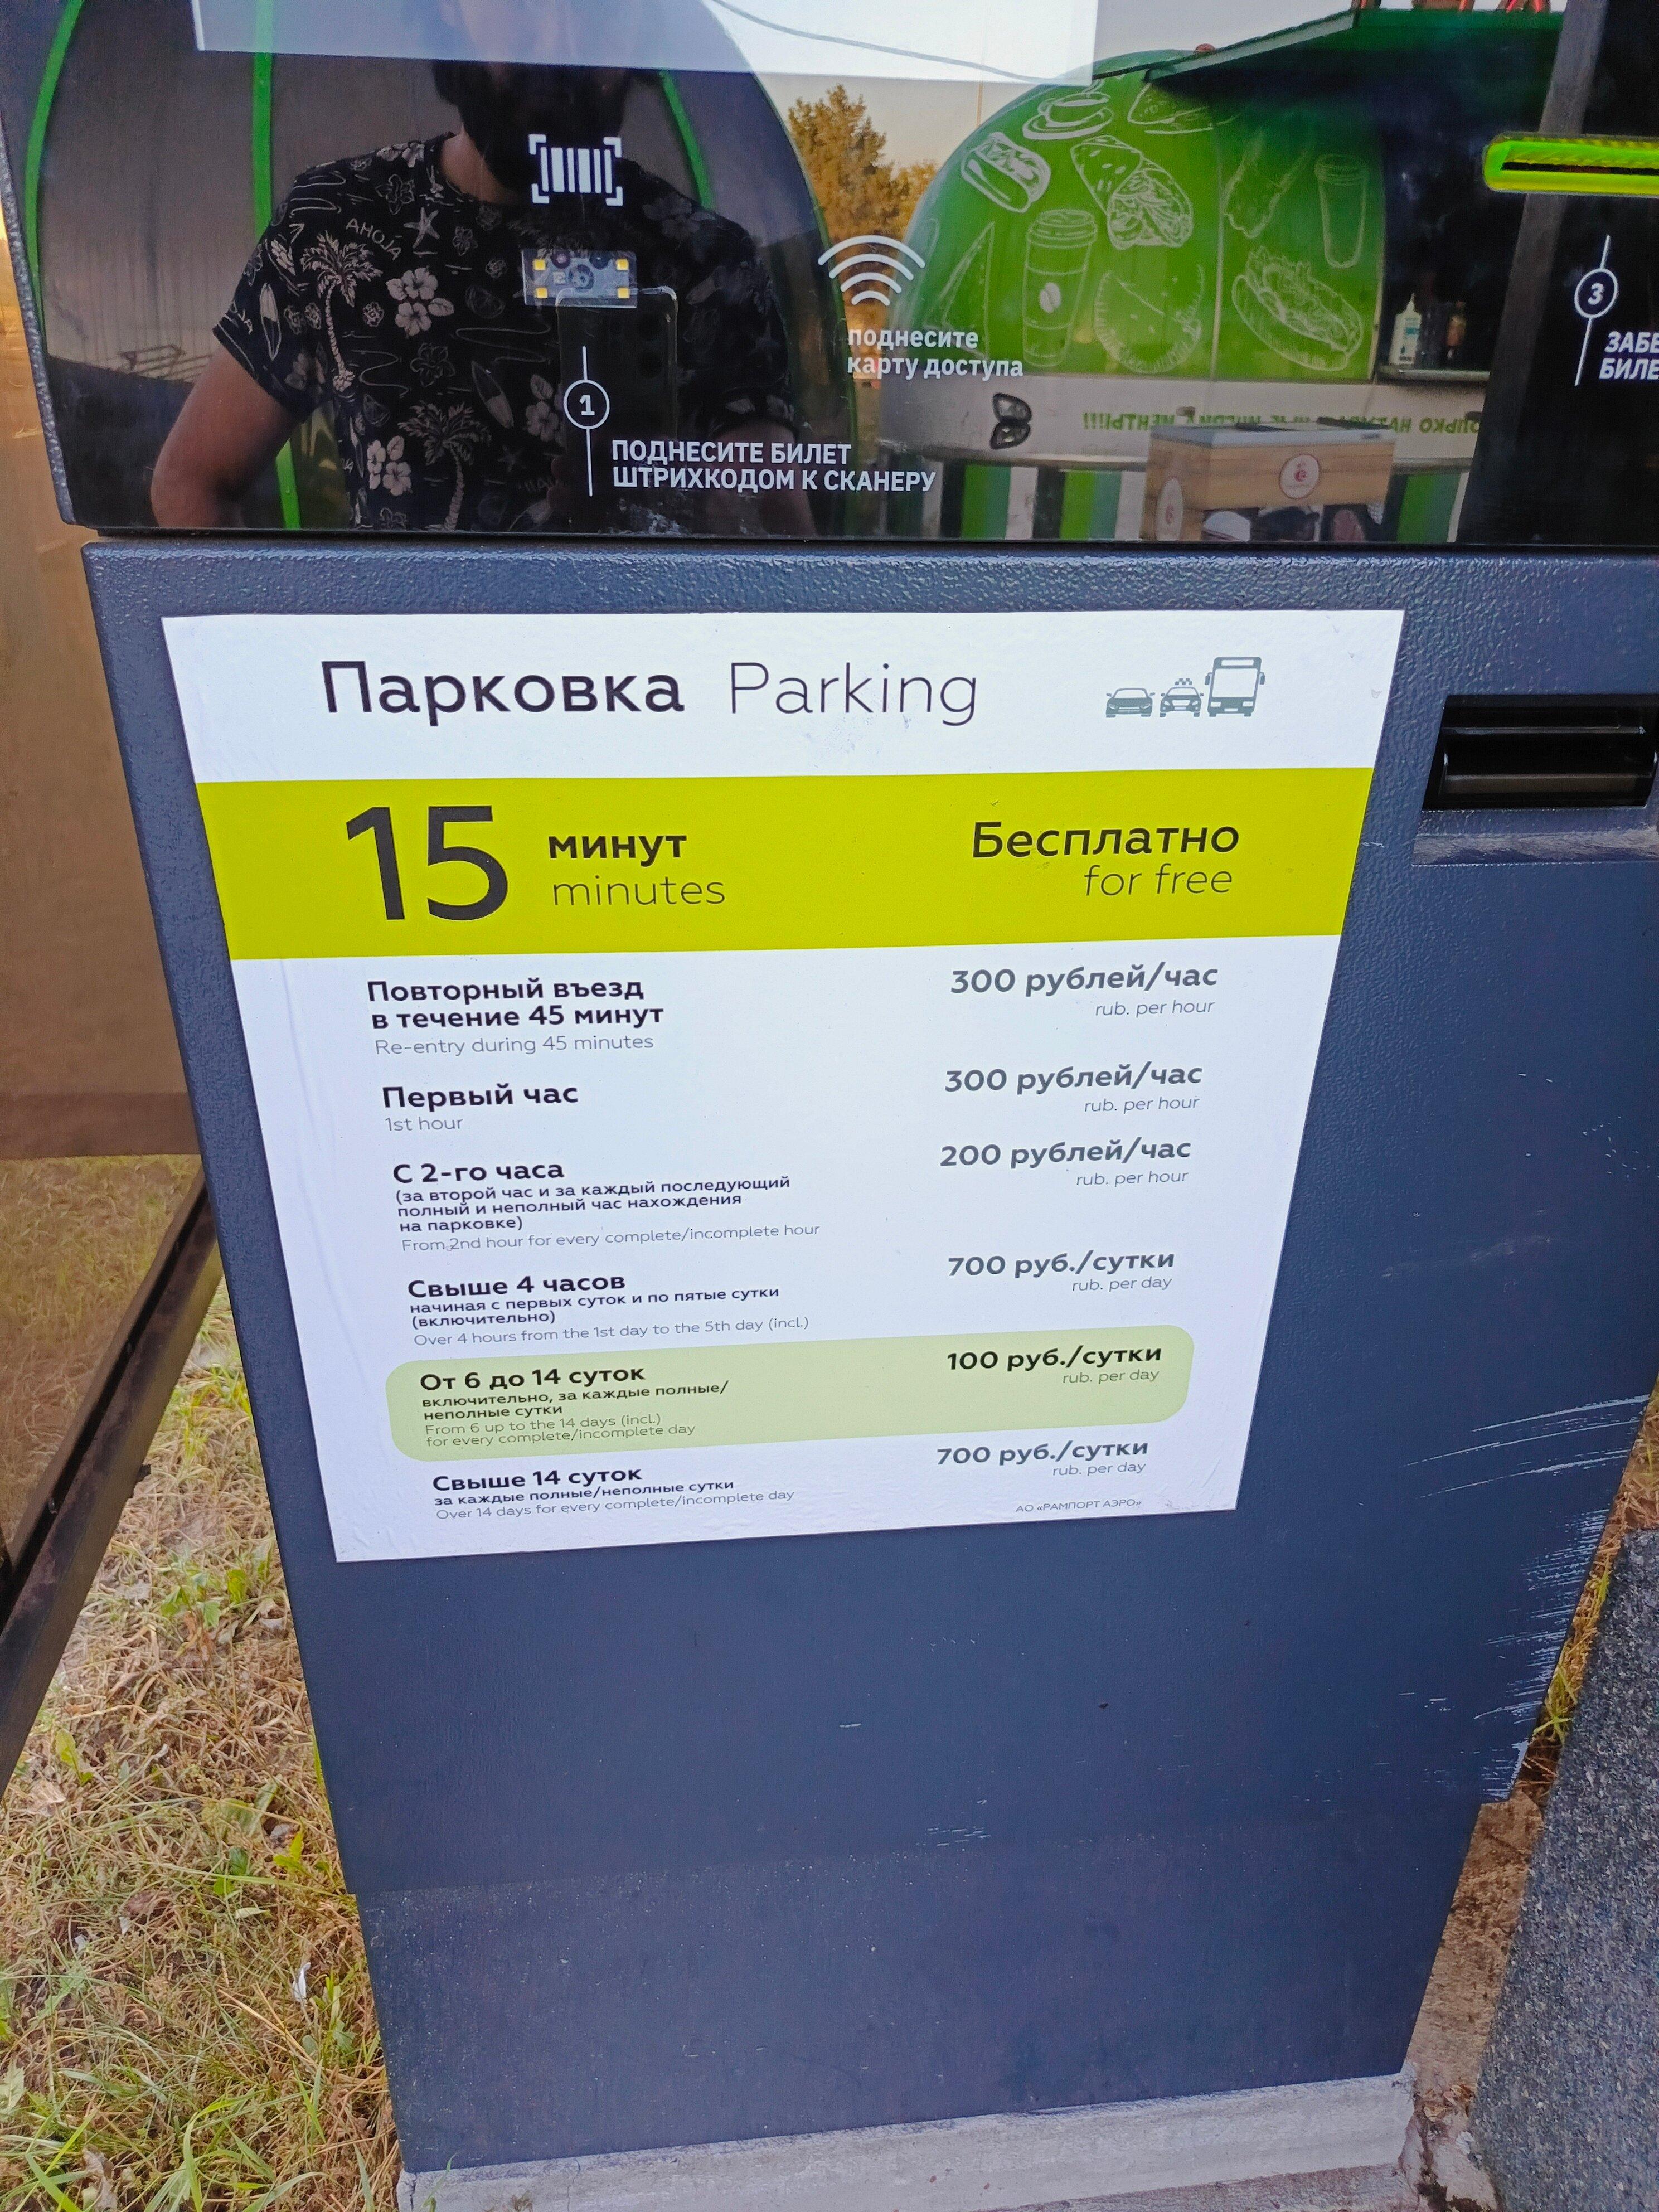 AHOJA
поднесите
карту доступа
1
ПОДНЕСИТЕ БИЛЕТ
ШТРИХКОДОМ К СКАНЕРУ
3
Парковка Parking
15 минут
minutes
Бесплатно
for free
Повторный въезд
в течение 45 минут
Re-entry during 45 minutes
300 рублей/час
rub. per hour
Первый час
1st hour
300 рублей/час
rub. per hour
С 2-го часа
(за второй час и за каждый последующий
полный и неполный час нахождения
на парковке)
From 2nd hour for every complete/incomplete hour
200 рублей/час
rub. per hour
Свыше 4 часов
начиная с первых суток и по пятые сутки
(включительно)
Over 4 hours from the 1st day to the 5th day (incl.)
700 руб./сутки
rub. per day
От 6 до 14 суток
включительно, за каждые полные/
неполные сутки
From 6 up to the 14 days (incl.)
for every complete/incomplete day
100 руб./сутки
rub. per day
Свыше 14 суток
за каждые полные/неполные сутки
Over 14 days for every complete/incomplete day
700 руб./сутки
rub. per day
АО «РАМПОРТ АЭРО»